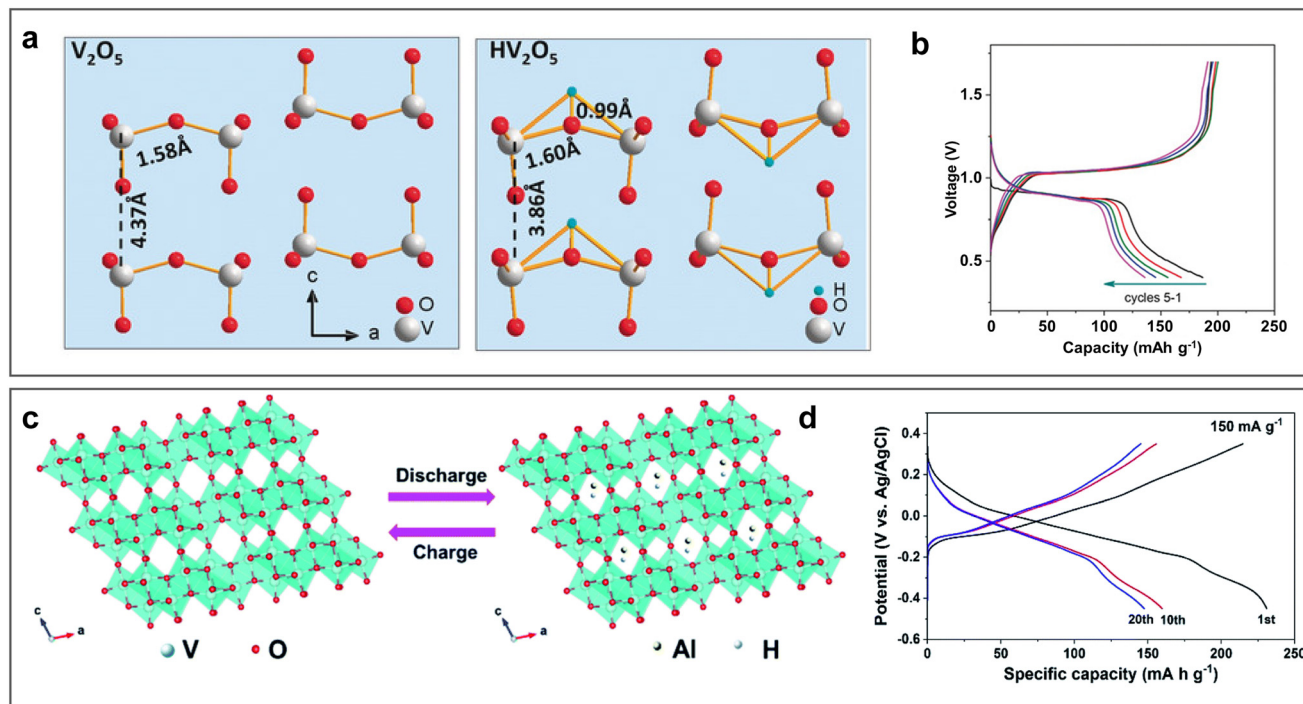 a
V₂O₅
1.58Å
4.37Å
c
a
O
V
HV₂O₅
0.99Å
1.60Å
3.86Å
H
O
V
b
Voltage (V)
1.5
1.0
0.5
cycles 5-1
0 50 100 150 200 250
Capacity (mAh g⁻¹)
c
Discharge
Charge
c
a
V O
c
a
Al H
d
Potential (V vs. Ag/AgCl)
0.4
0.2
0.0
-0.2
-0.4
-0.6
150 mA g⁻¹
20th 10th 1st
0 50 100 150 200 250
Specific capacity (mA h g⁻¹)